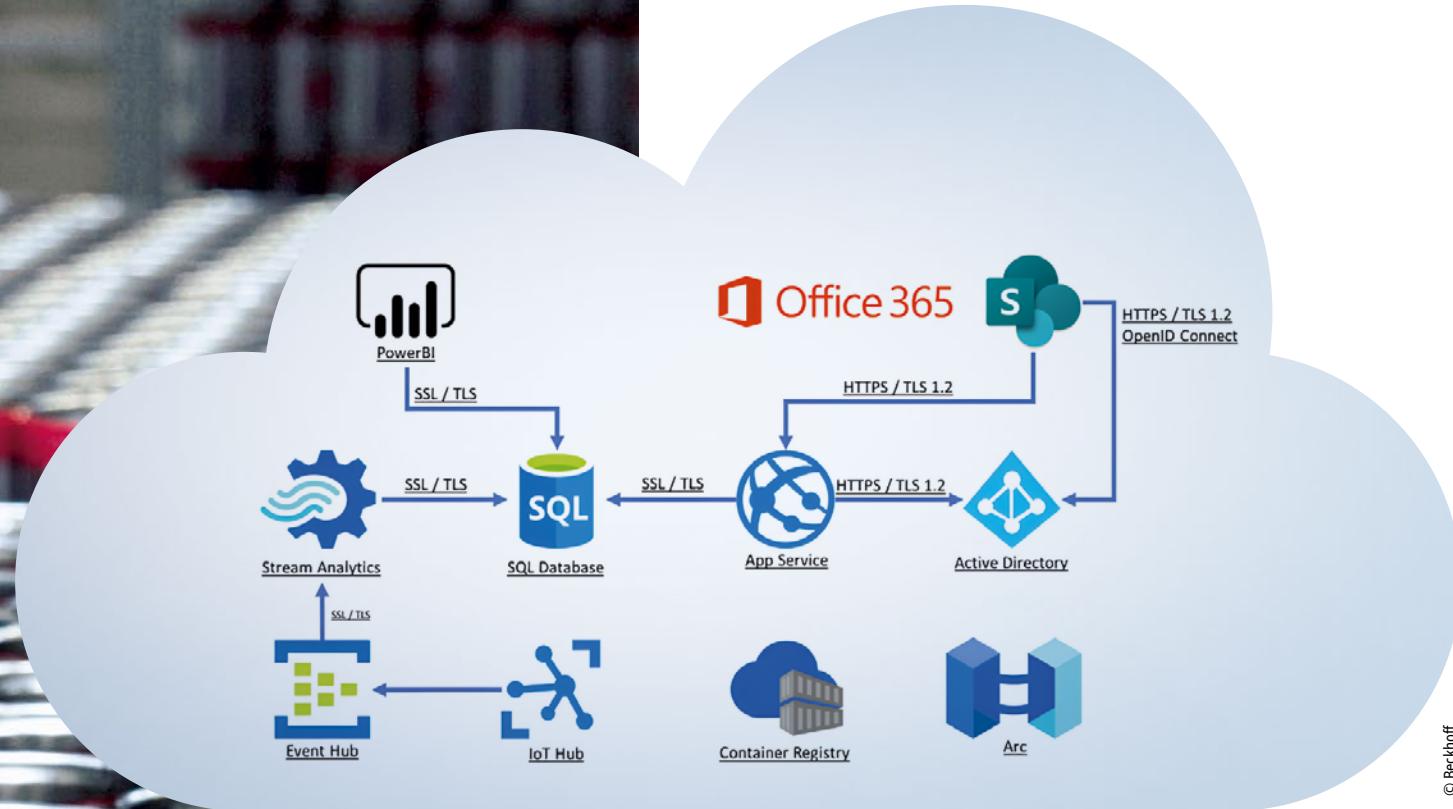 Office 365
S
HTTPS / TLS 1.2
OpenID Connect
PowerBI
SSL / TLS
HTTPS / TLS 1.2
SSL / TLS
SQL
SSL / TLS
HTTPS / TLS 1.2
Stream Analytics
SQL Database
App Service
Active Directory
SSL / TLS
Event Hub
IoT Hub
Container Registry
Arc
© Beckhoff